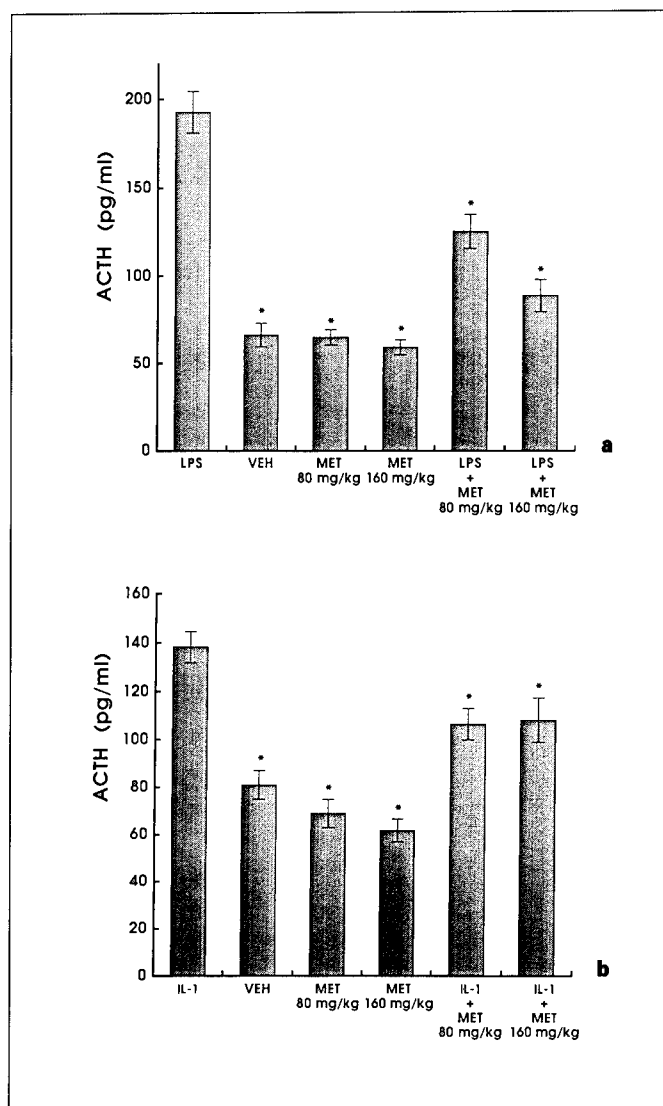 ACTH (pg/ml)
200
150
100
50
0
*
*
*
*
*
LPS
VEH
MET
80 mg/kg
MET
160 mg/kg
LPS
+
MET
80 mg/kg
LPS
+
MET
160 mg/kg
a
ACTH (pg/ml)
160
140
120
100
80
60
40
20
0
*
*
*
*
*
IL-1
VEH
MET
80 mg/kg
MET
160 mg/kg
IL-1
+
MET
80 mg/kg
IL-1
+
MET
160 mg/kg
b